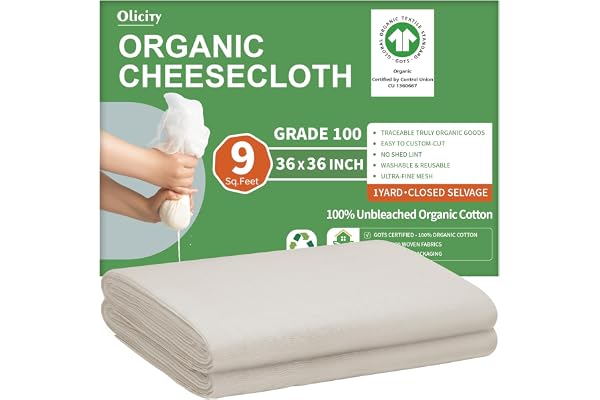 Olicity
ORGANIC
CHEESECLOTH
GLOBAL ORGANIC TEXTILE STANDARD
· GOTS ·
Organic
Certified by Control Union
CU 1360667
9
Sq.Feet
GRADE 100
36 x 36 INCH
• TRACEABLE TRULY ORGANIC GOODS
• EASY TO CUSTOM-CUT
• NO SHED LINT
• WASHABLE & REUSABLE
• ULTRA-FINE MESH
1YARD•CLOSED SELVAGE
100% Unbleached Organic Cotton
GOTS CERTIFIED - 100% ORGANIC COTTON
WOVEN FABRICS